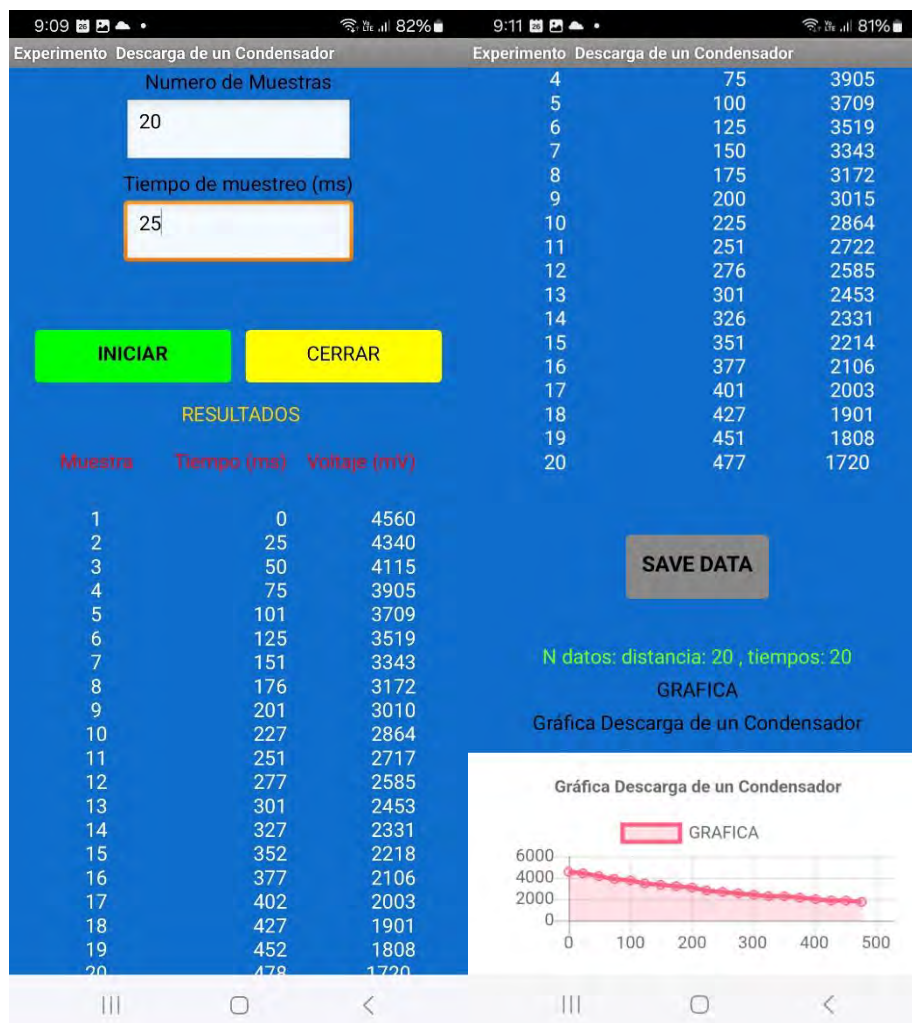 9:09 82%
Experimento Descarga de un Condensador
Numero de Muestras
20
Tiempo de muestreo (ms)
25
INICIAR CERRAR
RESULTADOS
Muestra Tiempo (ms) Voltaje (mV)
1 0 4560
2 25 4340
3 50 4115
4 75 3905
5 101 3709
6 125 3519
7 151 3343
8 176 3172
9 201 3010
10 227 2864
11 251 2717
12 277 2585
13 301 2453
14 327 2331
15 352 2218
16 377 2106
17 402 2003
18 427 1901
19 452 1808
20 478 1720
9:11 81%
Experimento Descarga de un Condensador
4 75 3905
5 100 3709
6 125 3519
7 150 3343
8 175 3172
9 200 3015
10 225 2864
11 251 2722
12 276 2585
13 301 2453
14 326 2331
15 351 2214
16 377 2106
17 401 2003
18 427 1901
19 451 1808
20 477 1720
SAVE DATA
N datos: distancia: 20 , tiempos: 20
GRAFICA
Gráfica Descarga de un Condensador
Gráfica Descarga de un Condensador
GRAFICA
6000
4000
2000
0
0 100 200 300 400 500